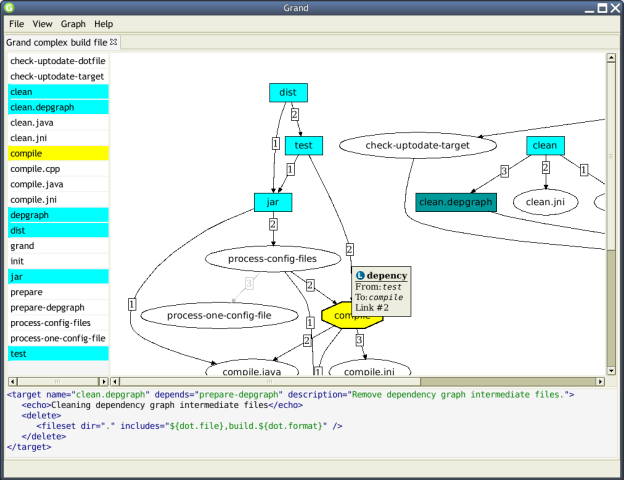 Grand
File View Graph Help
Grand complex build file
check-uptodate-dotfile
check-uptodate-target
clean
clean.depgraph
clean.java
clean.jni
compile
compile.cpp
compile.java
compile.jni
depgraph
dist
grand
init
jar
prepare
prepare-depgraph
process-config-files
process-one-config-file
test
dist
2
test
check-uptodate-target
clean
1
1
3
2
1
jar
clean.depgraph
clean.jni
2
2
process-config-files
depency
From: test
To: compile
Link #2
3
2
1
process-one-config-file
1
2
3
compile.java
1
compile.jni
<target name="clean.depgraph" depends="prepare-depgraph" description="Remove dependency graph intermediate files.">
<echo>Cleaning dependency graph intermediate files</echo>
<delete>
<fileset dir="." includes="${dot.file},build.${dot.format}" />
</delete>
</target>